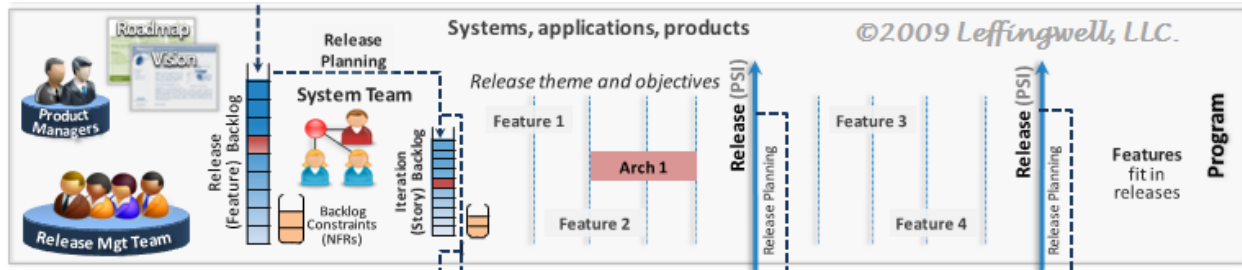 Roadmap
Vision
Product
Managers
Release Mgt Team
Release
(Feature) Backlog
Release
Planning
System Team
Backlog
Constraints
(NFRs)
Iteration
(Story) Backlog
Systems, applications, products
©2009 Leffingwell, LLC.
Release theme and objectives
Feature 1
Arch 1
Feature 2
Release (PSI)
Release Planning
Feature 3
Feature 4
Release (PSI)
Release Planning
Features
fit in
releases
Program